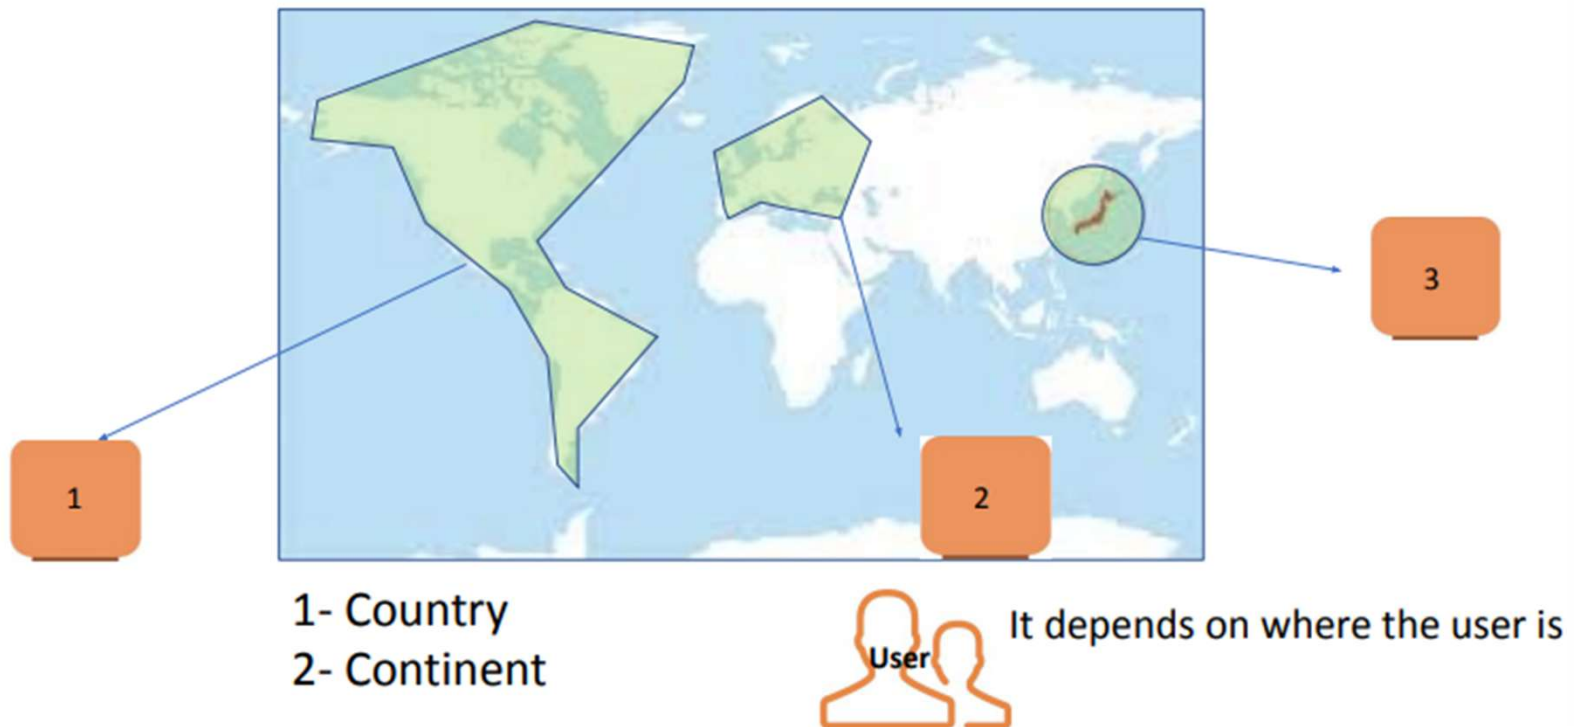 3
1
2
1- Country
2- Continent
User
It depends on where the user is